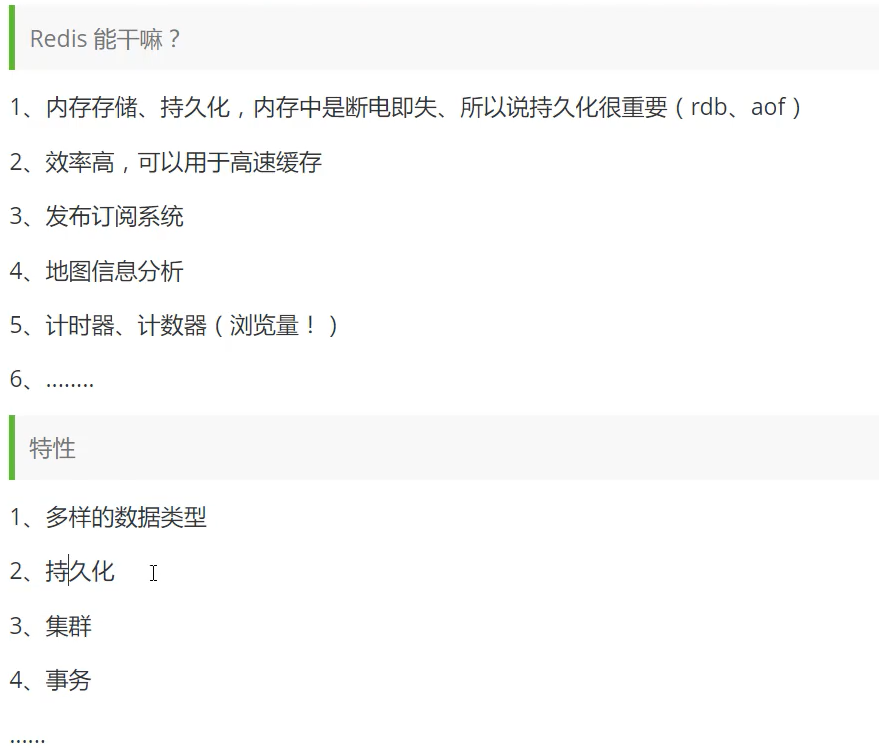 Redis 能干嘛？
1、内存存储、持久化，内存中是断电即失、所以说持久化很重要（rdb、aof）
2、效率高，可以用于高速缓存
3、发布订阅系统
4、地图信息分析
5、计时器、计数器（浏览量！）
6、........
特性
1、多样的数据类型
2、持久化
3、集群
4、事务
......